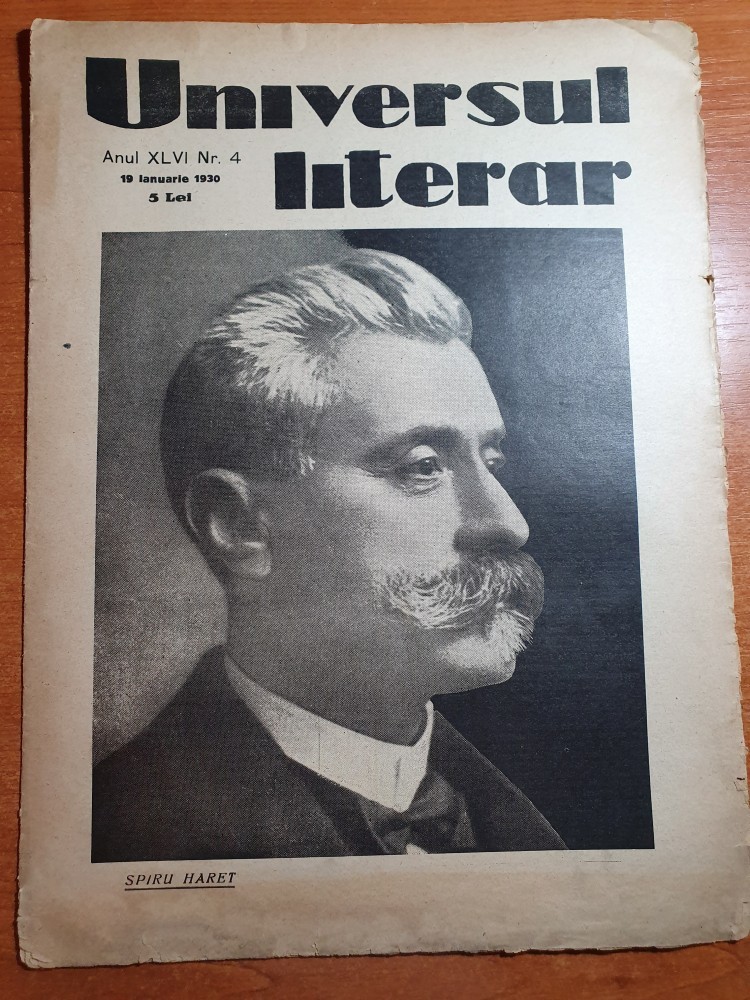 Universul
literar
Anul XLVI Nr. 4
19 Ianuarie 1930
5 Lei
SPIRU HARET